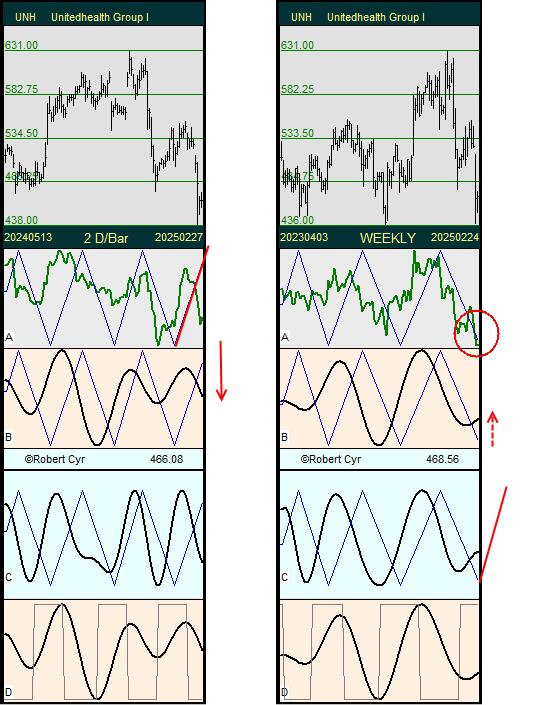 UNH Unitedhealth Group I
631.00
582.75
534.50
438.00
20240513 2 D/Bar 20250227
A
B
©Robert Cyr 466.08
C
D
UNH Unitedhealth Group I
631.00
582.25
533.50
436.00
20230403 WEEKLY 20250224
A
B
©Robert Cyr 468.56
C
D